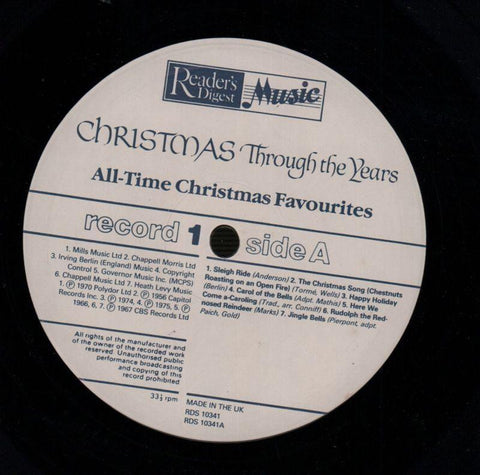 Reader's
Digest
Music
CHRISTMAS Through the Years
All-Time Christmas Favourites
record 1
side A
1. Mills Music Ltd 2. Chappell Morris Ltd
3. Irving Berlin (England) Music 4. Copyright
Control 5. Governor Music Inc. (MCPS)
6. Chappell Music Ltd 7. Heath Levy Music
1. Ⓟ 1970 Polydor Ltd 2. Ⓟ 1956 Capitol
Records Inc. 3. Ⓟ 1974, 4. Ⓟ 1975, 5. Ⓟ
1966, 6, 7. Ⓟ 1967 CBS Records Ltd
1. Sleigh Ride (Anderson) 2. The Christmas Song (Chestnuts
Roasting on an Open Fire) (Tormé, Wells) 3. Happy Holiday
(Berlin) 4. Carol of the Bells (Adpt. Mathis) 5. Here We
Come a-Caroling (Trad., arr. Conniff) 6. Rudolph the Red-
nosed Reindeer (Marks) 7. Jingle Bells (Pierpont, adpt.
Paich, Gold)
All rights of the manufacturer and
of the owner of the recorded work
reserved. Unauthorised public
performance broadcasting
and copying of this
record prohibited
33⅓ rpm
MADE IN THE UK
RDS 10341
RDS 10341A